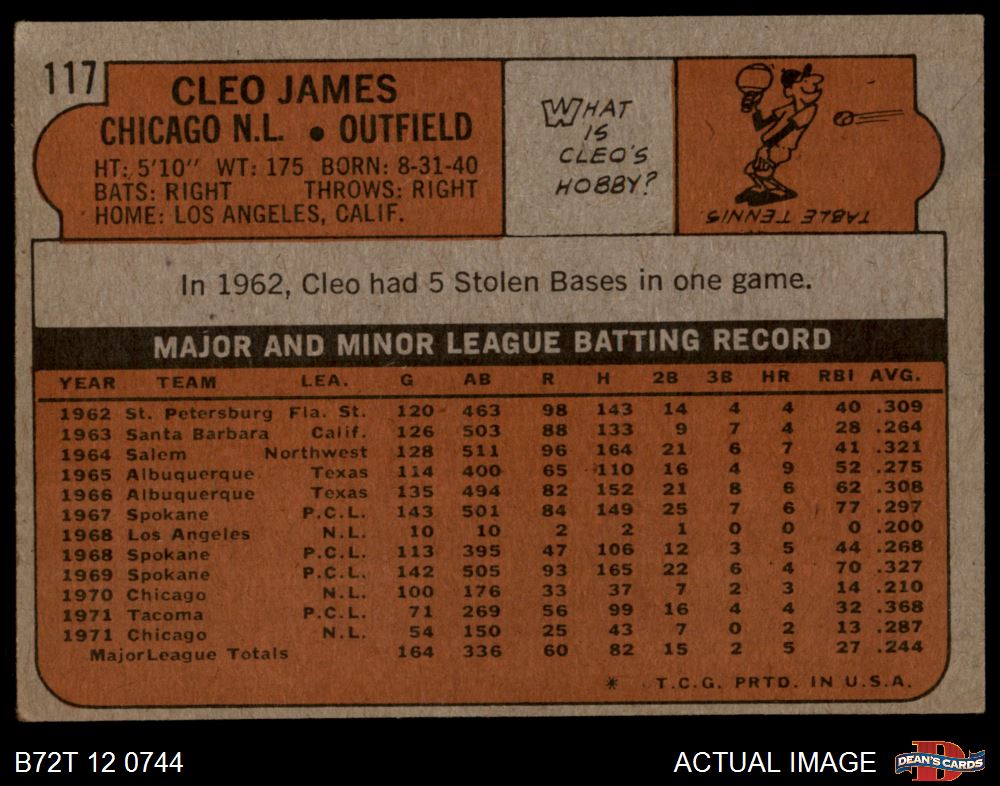 117
CLEO JAMES
CHICAGO N.L. • OUTFIELD
HT: 5'10" WT: 175 BORN: 8-31-40
BATS: RIGHT THROWS: RIGHT
HOME: LOS ANGELES, CALIF.
WHAT
IS
CLEO'S
HOBBY?
TABLE TENNIS
In 1962, Cleo had 5 Stolen Bases in one game.
MAJOR AND MINOR LEAGUE BATTING RECORD
YEAR TEAM LEA. G AB R H 2B 3B HR RBI AVG.
1962 St. Petersburg Fla. St. 120 463 98 143 14 4 4 40 .309
1963 Santa Barbara Calif. 126 503 88 133 9 7 4 28 .264
1964 Salem Northwest 128 511 96 164 21 6 7 41 .321
1965 Albuquerque Texas 114 400 65 110 16 4 9 52 .275
1966 Albuquerque Texas 135 494 82 152 21 8 6 62 .308
1967 Spokane P.C.L. 143 501 84 149 25 7 6 77 .297
1968 Los Angeles N.L. 10 10 2 2 1 0 0 0 .200
1968 Spokane P.C.L. 113 395 47 106 12 3 5 44 .268
1969 Spokane P.C.L. 142 505 93 165 22 6 4 70 .327
1970 Chicago N.L. 100 176 33 37 7 2 3 14 .210
1971 Tacoma P.C.L. 71 269 56 99 16 4 4 32 .368
1971 Chicago N.L. 54 150 25 43 7 0 2 13 .287
Major League Totals 164 336 60 82 15 2 5 27 .244
* T.C.G. PRTD. IN U.S.A.
B72T 12 0744
ACTUAL IMAGE
D
DEAN'S CARDS